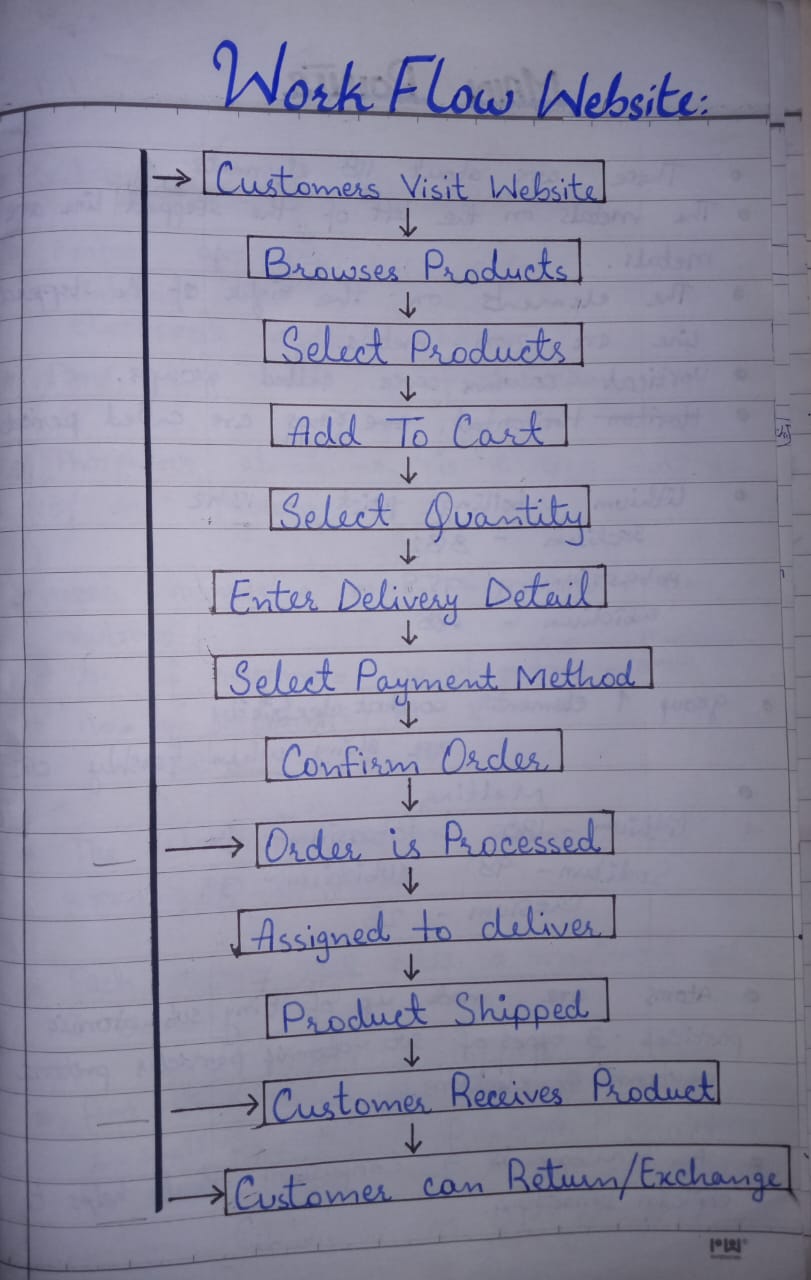 Work Flow Website:
Customers Visit Website
Browses Products
Select Products
Add To Cart
Select Quantity
Enter Delivery Detail
Select Payment Method
Confirm Order
Order is Processed
Assigned to deliver
Product Shipped
Customer Receives Product
Customer can Return/Exchange